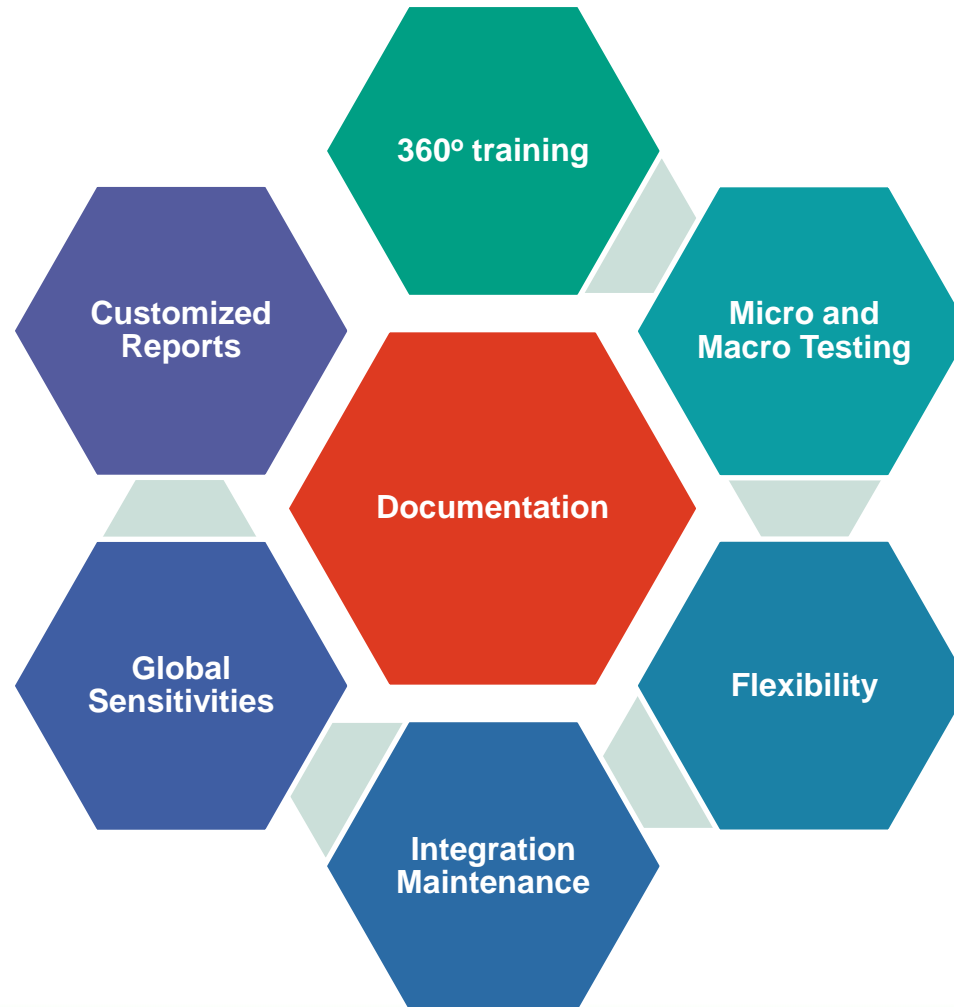 360º training
Customized
Reports
Micro and
Macro Testing
Documentation
Global
Sensitivities
Flexibility
Integration
Maintenance